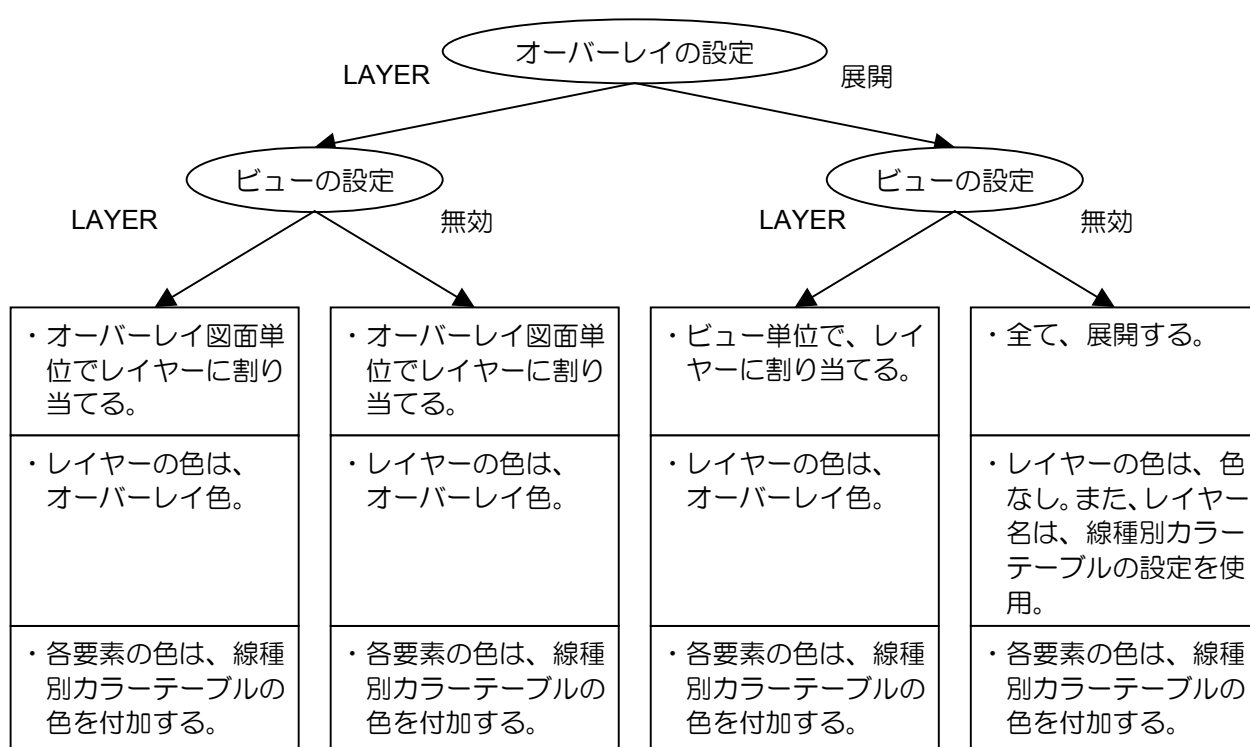 オーバーレイの設定
LAYER
展開
ビューの設定
ビューの設定
LAYER
無効
LAYER
無効
・オーバーレイ図面単
位でレイヤーに割り
当てる。
・オーバーレイ図面単
位でレイヤーに割り
当てる。
・ビュー単位で、レイ
ヤーに割り当てる。
・全て、展開する。
・レイヤーの色は、
オーバーレイ色。
・レイヤーの色は、
オーバーレイ色。
・レイヤーの色は、
オーバーレイ色。
・レイヤーの色は、色
なし。また、レイヤー
名は、線種別カラー
テーブルの設定を使
用。
・各要素の色は、線種
別カラーテーブルの
色を付加する。
・各要素の色は、線種
別カラーテーブルの
色を付加する。
・各要素の色は、線種
別カラーテーブルの
色を付加する。
・各要素の色は、線種
別カラーテーブルの
色を付加する。